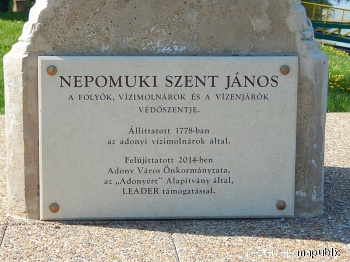 NEPOMUKI SZENT JÁNOS
A FOLYÓK, VÍZIMOLNÁROK ÉS A VÍZENJÁRÓK
VÉDŐSZENTJE.
Állíttatott 1778-ban
az adonyi vízimolnárok által.
Felújíttatott 2014-ben
Adony Város Önkormányzata,
az „Adonyért” Alapítvány által,
LEADER támogatással.
mapublic